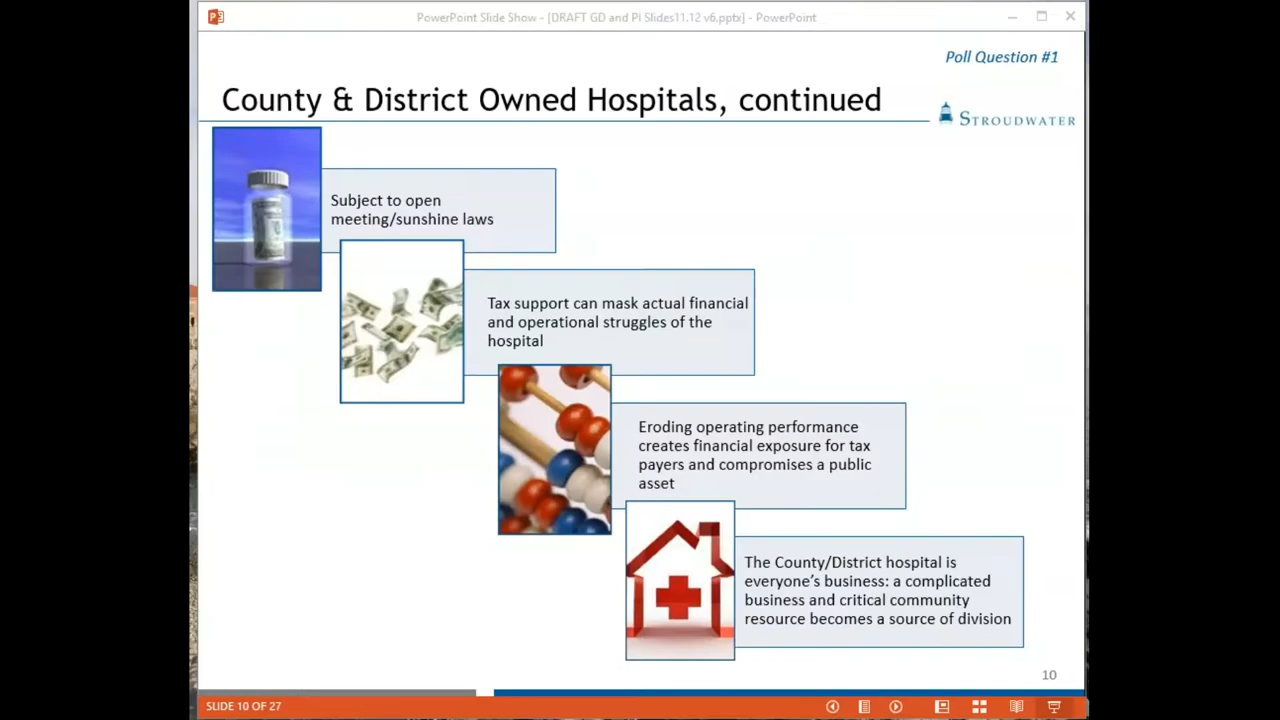 PowerPoint Slide Show - [DRAFT GD and PI Slides11.12 v6.pptx] - PowerPoint
Poll Question #1
County & District Owned Hospitals, continued
STROUDWATER
Subject to open
meeting/sunshine laws
Tax support can mask actual financial
and operational struggles of the
hospital
Eroding operating performance
creates financial exposure for tax
payers and compromises a public
asset
The County/District hospital is
everyone’s business: a complicated
business and critical community
resource becomes a source of division
10
SLIDE 10 OF 27